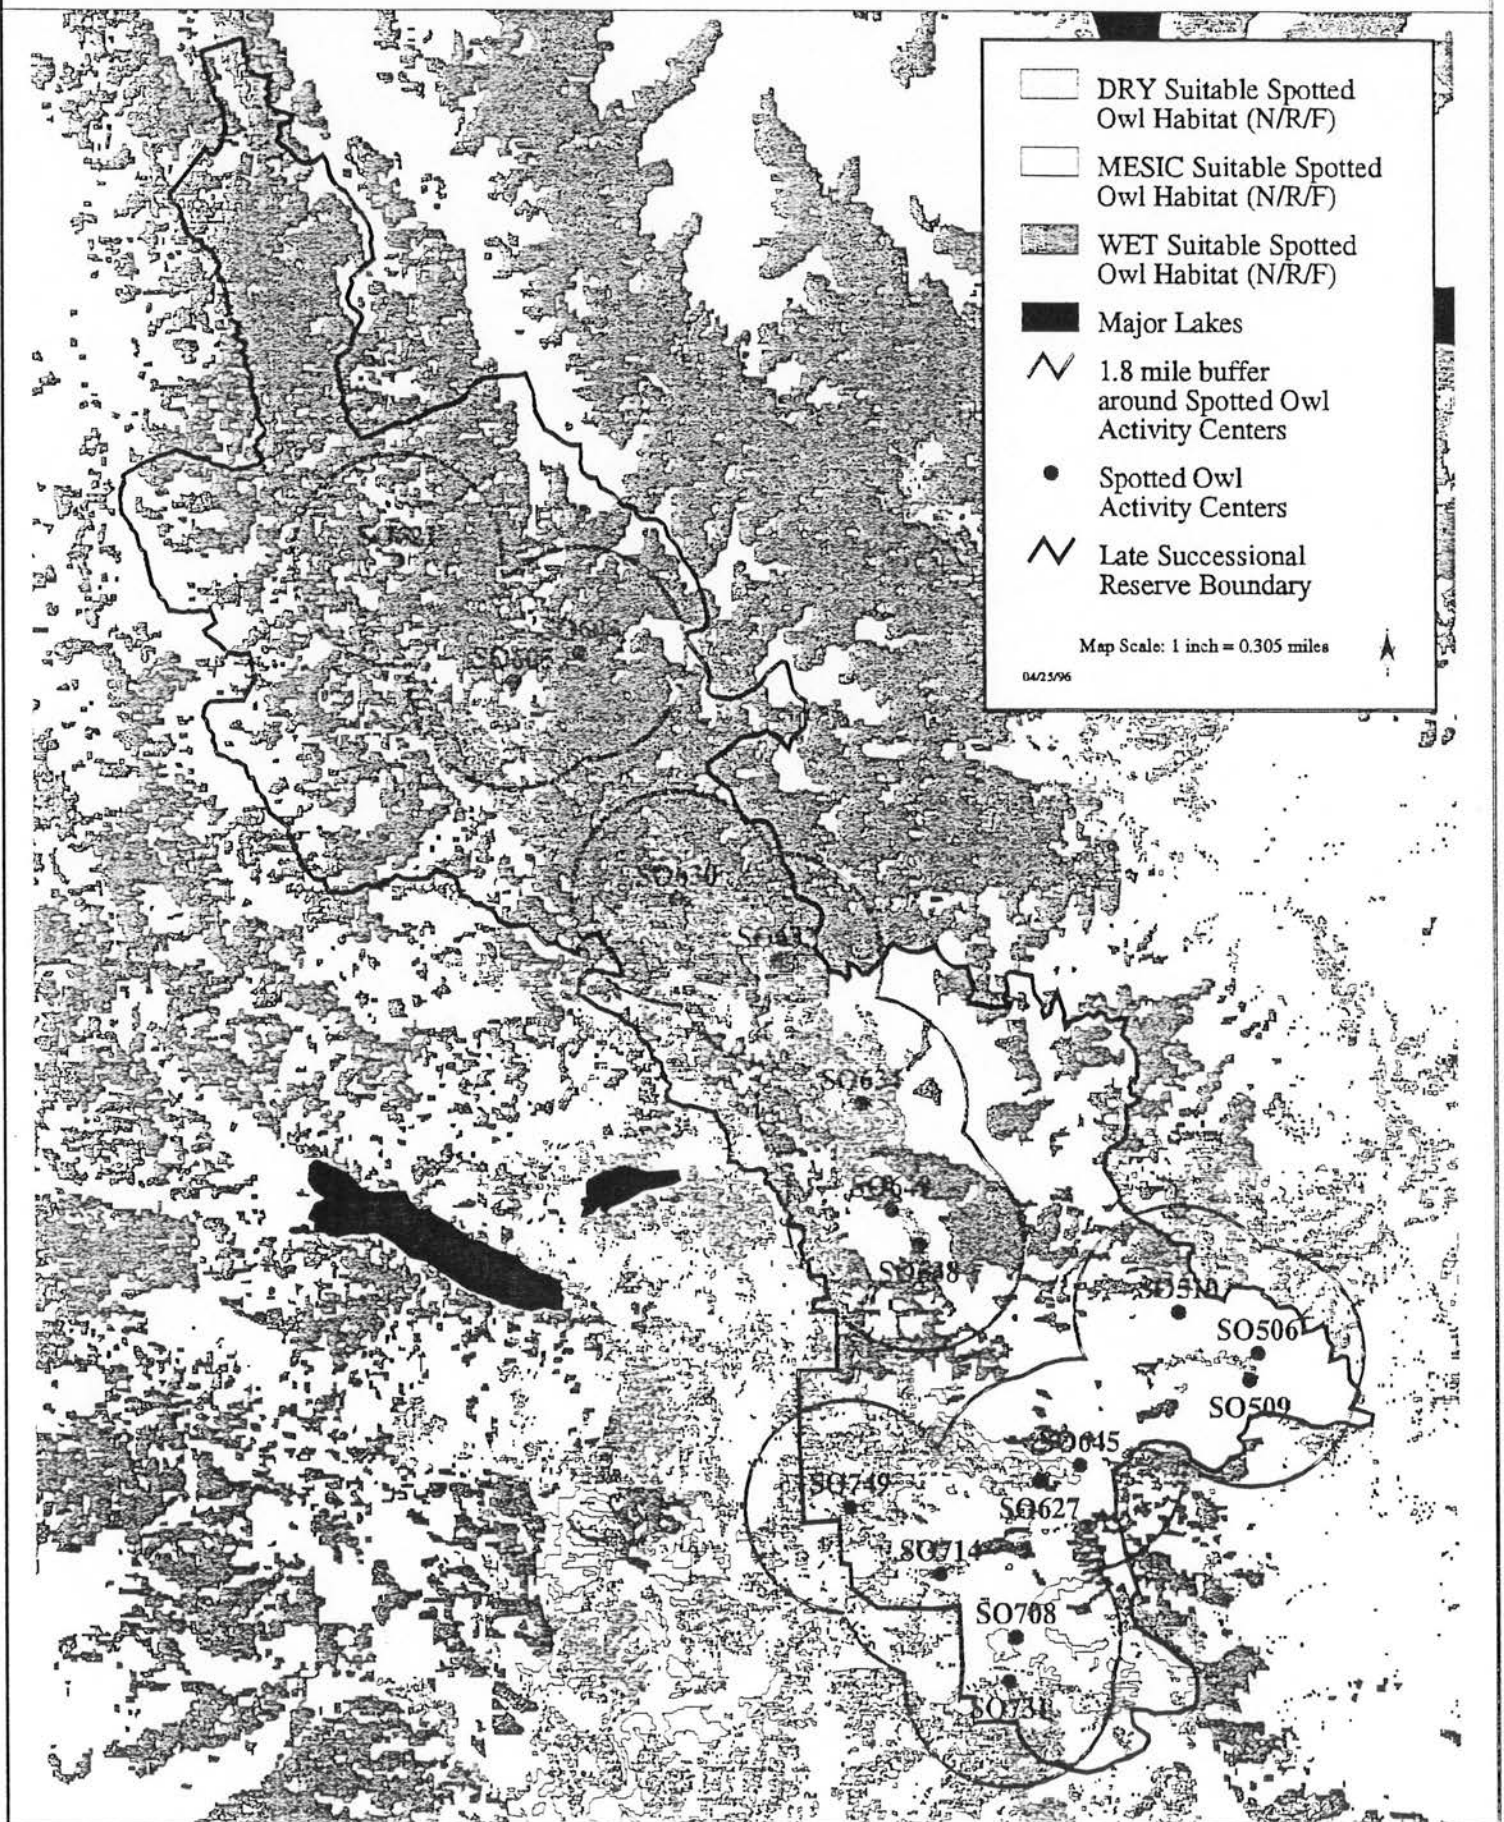 DRY Suitable Spotted
Owl Habitat (N/R/F)
MESIC Suitable Spotted
Owl Habitat (N/R/F)
WET Suitable Spotted
Owl Habitat (N/R/F)
Major Lakes
1.8 mile buffer
around Spotted Owl
Activity Centers
Spotted Owl
Activity Centers
Late Successional
Reserve Boundary
Map Scale: 1 inch = 0.305 miles
04/25/96
SO630
SO510
SO506
SO509
SO645
SO749
SO627
SO714
SO708
SO731